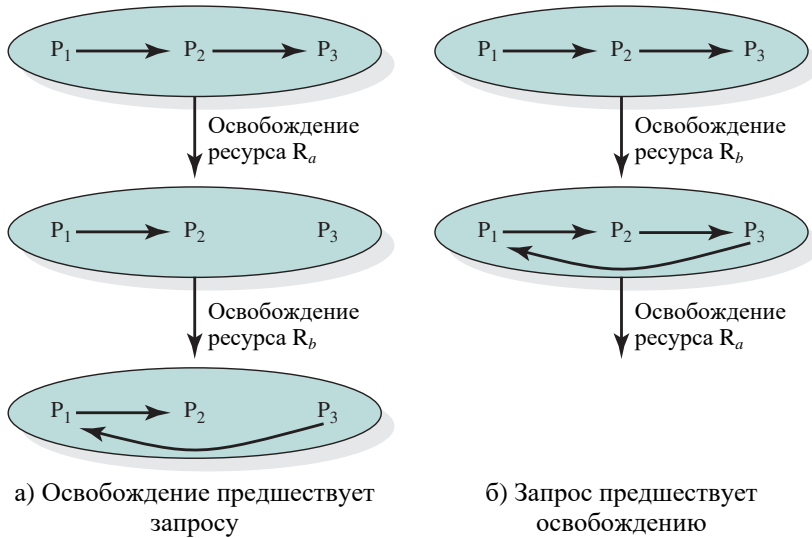 P1 P2 P3
Освобождение
ресурса Ra
P1 P2 P3
Освобождение
ресурса Rb
P1 P2 P3
а) Освобождение предшествует
запросу
P1 P2 P3
Освобождение
ресурса Rb
P1 P2 P3
Освобождение
ресурса Ra
б) Запрос предшествует
освобождению